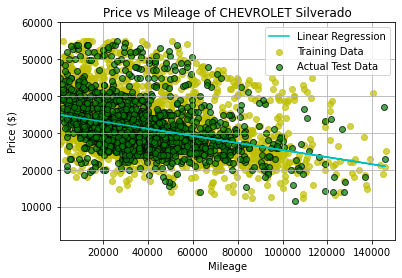 Price vs Mileage of CHEVROLET Silverado
Linear Regression
Training Data
Actual Test Data
Price ($)
60000
50000
40000
30000
20000
10000
20000 40000 60000 80000 100000 120000 140000
Mileage